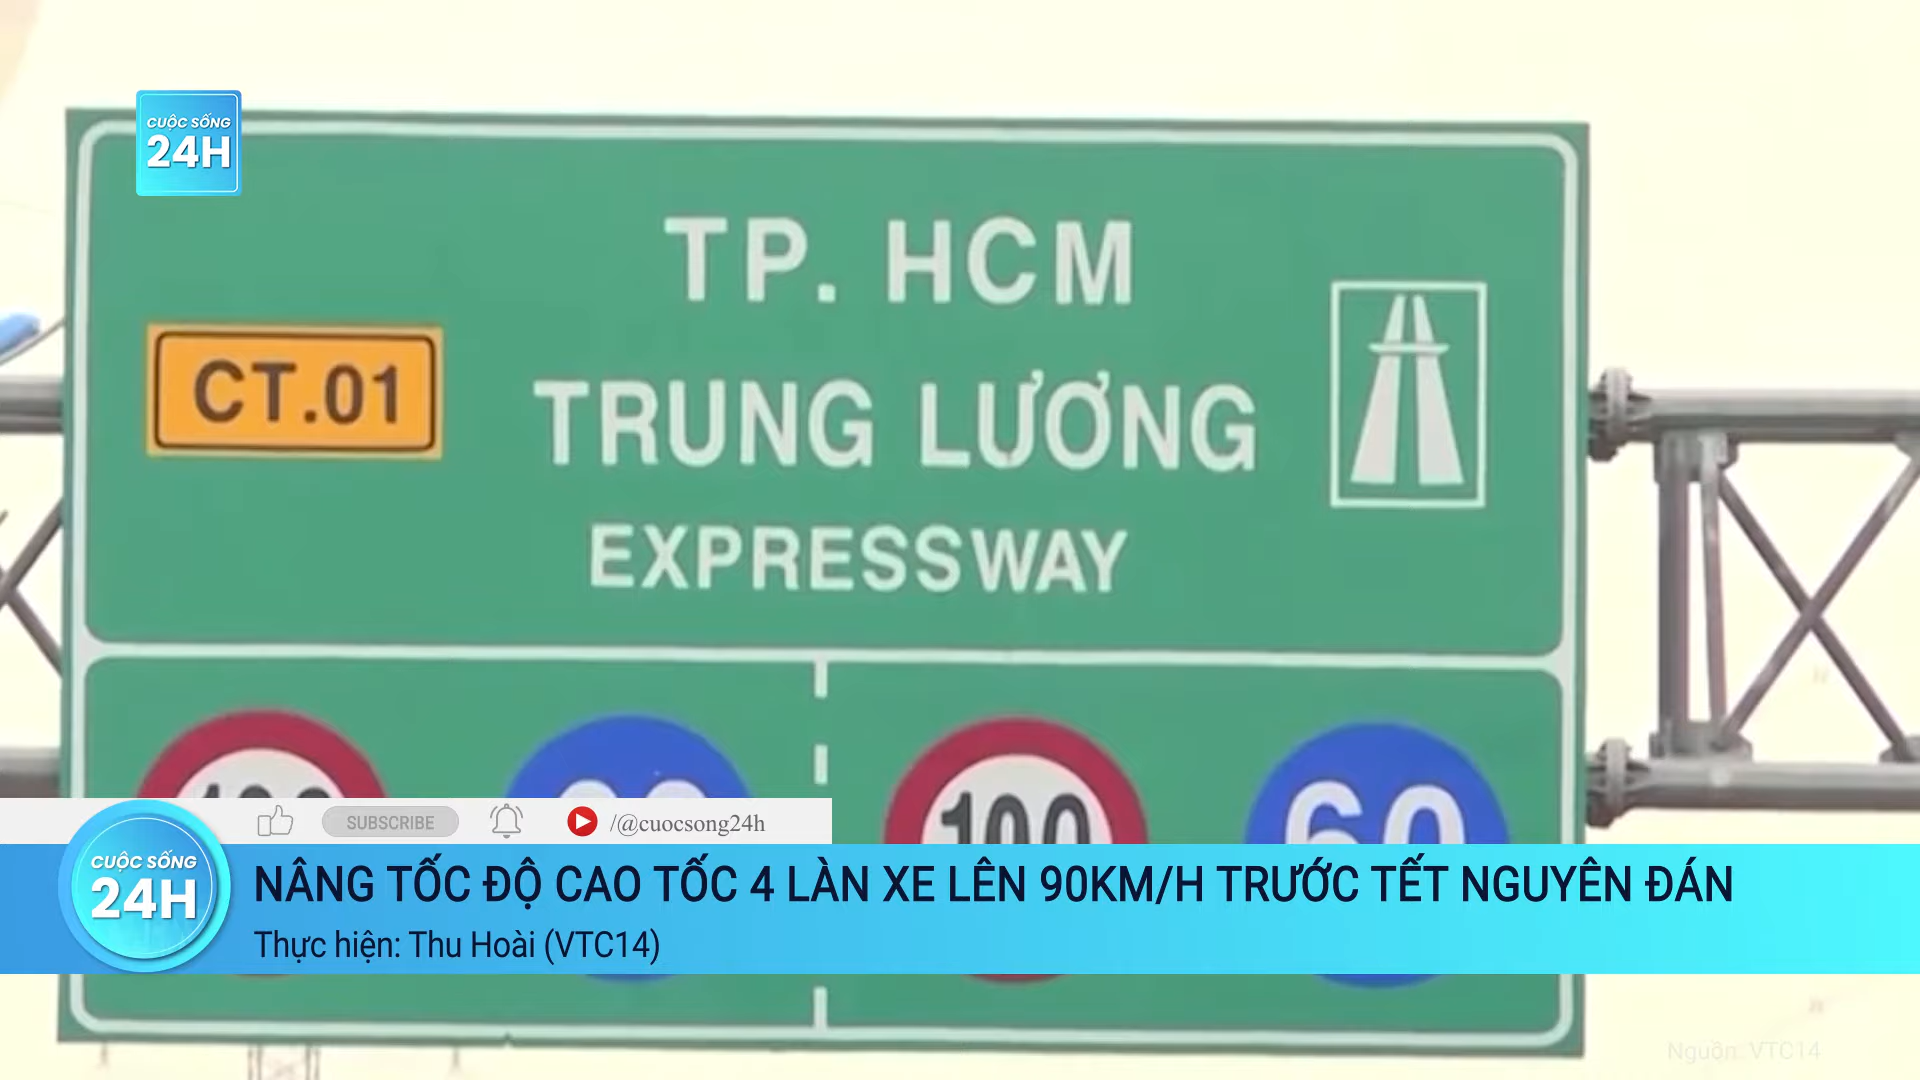 CUỘC SỐNG
24H
TP. HCM
CT.01
TRUNG LƯƠNG
EXPRESSWAY
100
60
SUBSCRIBE
/@cuocsong24h
CUỘC SỐNG
24H
NÂNG TỐC ĐỘ CAO TỐC 4 LÀN XE LÊN 90KM/H TRƯỚC TẾT NGUYÊN ĐÁN
Thực hiện: Thu Hoài (VTC14)
Nguồn: VTC14